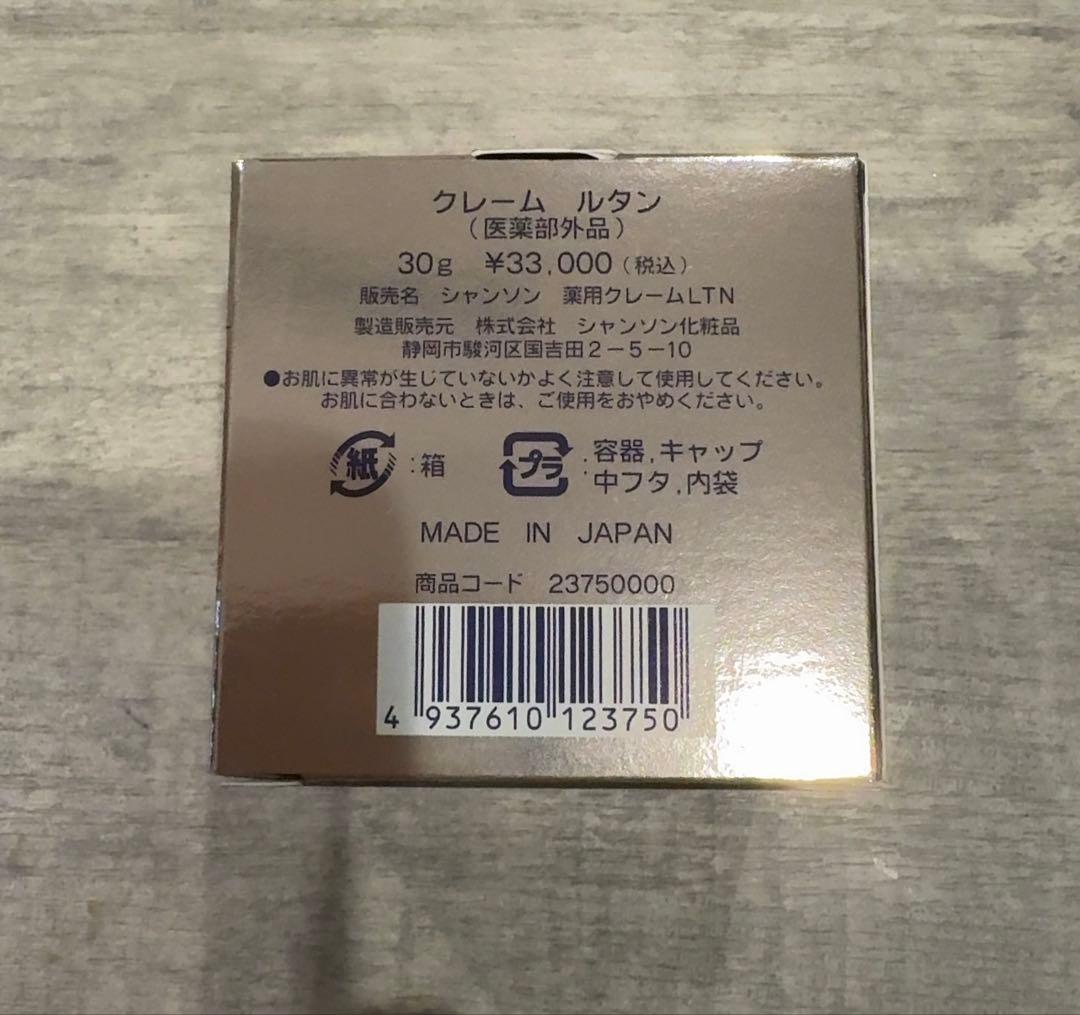 クレーム ルタン
(医薬部外品)
30g ¥33,000(税込)
販売名 シャンソン 薬用クレームLTN
製造販売元 株式会社 シャンソン化粧品
静岡市駿河区国吉田2-5-10
●お肌に異常が生じていないかよく注意して使用してください。
お肌に合わないときは、ご使用をおやめください。
紙:箱 プラ:容器,キャップ
中フタ,内袋
MADE IN JAPAN
商品コード 23750000
4 937610 123750